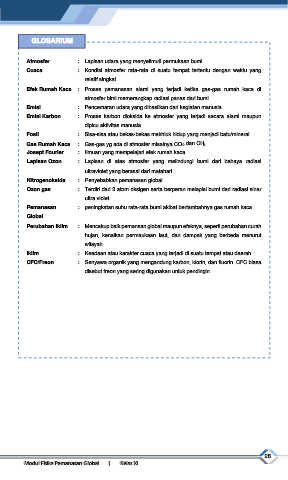 GLOSARIUM
Atmosfer : Lapisan udara yang menyelimuti permukaan bumi
Cuaca : Kondisi atmosfer rata-rata di suatu tempat tertentu dengan waktu yang
relatif singkat
Efek Rumah Kaca : Proses pemanasan alami yang terjadi ketika gas-gas rumah kaca di
atmosfer bimi memerangkap radiasi panas dari bumi
Emisi : Pencemaran udara yang dihasilkan dari kegiatan manusia
Emisi Karbon : Proses karbon dioksida ke atmosfer yang terjadi secara alami maupun
dipicu aktivitas manusia
Fosil : Sisa-sisa atau bekas-bekas makhluk hidup yang menjadi batu/mineral
Gas Rumah Kaca : Gas-gas yg ada di atmosfer misalnya CO₂ dan CH₄
Josept Fourier : Ilmuan yang mempelajari efek rumah kaca
Lapisan Ozon : Lapisan di atas atmosfer yang melindungi bumi dari bahaya radiasi
ultraviolet yang berasal dari matahari
Nitrogenoksida : Penyebabkan pemanasan global
Ozon gas : Terdiri dari 3 atom oksigen serta berperan melapisi bumi dari radiasi sinar
ultra violet
Pemanasan : peningkatan suhu rata-rata bumi akibat bertambahnya gas rumah kaca
Global
Perubahan Iklim : Mencakup baik pemanasan global maupun efeknya, seperti perubahan curah
hujan, kenaikan permukaan laut, dan dampak yang berbeda menurut
wilayah
Iklim : Keadaan atau karakter cuaca yang terjadi di suatu tempat atau daerah
CFC/Freon : Senyawa organik yang mengandung karbon, klorin, dan fluorin. CFC biasa
disebut freon yang sering digunakan untuk pendingin
28
Modul Fisika Pemanasan Global | Kelas XI